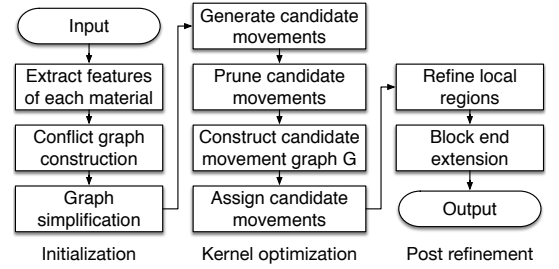 Input
Extract features
of each material
Conflict graph
construction
Graph
simplification
Initialization
Generate candidate
movements
Prune candidate
movements
Construct candidate
movement graph G
Assign candidate
movements
Kernel optimization
Refine local
regions
Block end
extension
Output
Post refinement